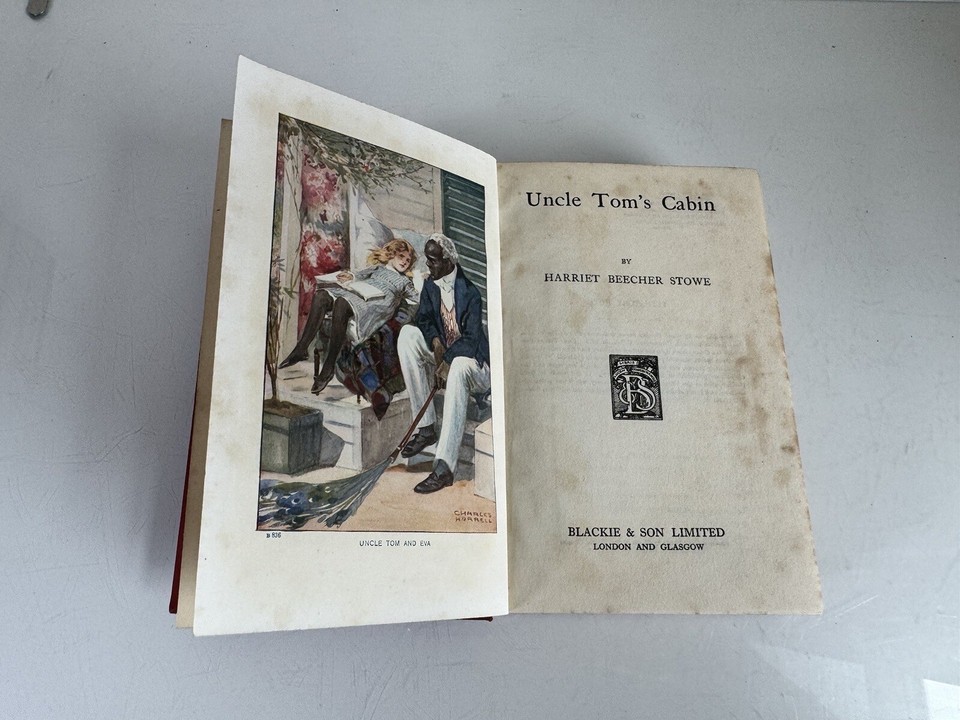 CHARLES
HORRELL
B 836
UNCLE TOM AND EVA
Uncle Tom's Cabin
BY
HARRIET BEECHER STOWE
BLACKIE & SON LIMITED
LONDON AND GLASGOW